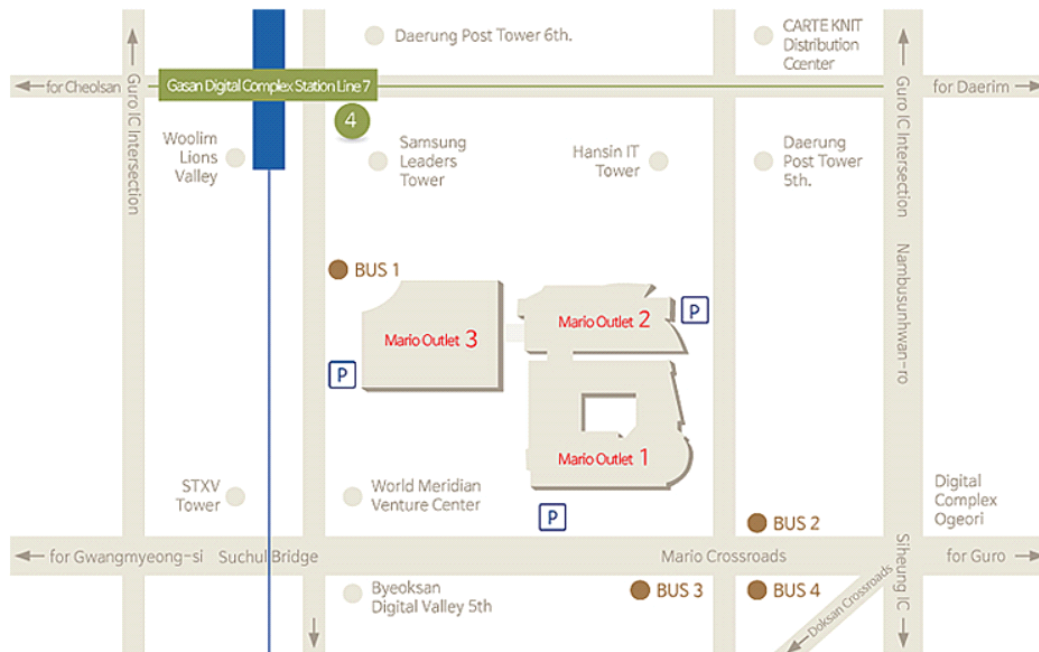 Daerung Post Tower 6th.
CARTE KNIT
Distribution
Ccenter
for Cheolsan
Gasan Digital Complex Station Line 7
for Daerim
Guro IC Intersection
Guro IC Intersection
4
Woolim
Lions
Valley
Samsung
Leaders
Tower
Hansin IT
Tower
Daerung
Post Tower
5th.
BUS 1
Nambusunhwan-ro
Mario Outlet 3
Mario Outlet 2
P
P
Mario Outlet 1
STXV
Tower
World Meridian
Venture Center
P
Digital
Complex
Ogeori
BUS 2
for Gwangmyeong-si
Suchul Bridge
Mario Crossroads
Siheung IC
for Guro
Byeoksan
Digital Valley 5th
BUS 3
BUS 4
Doksan Crossroads